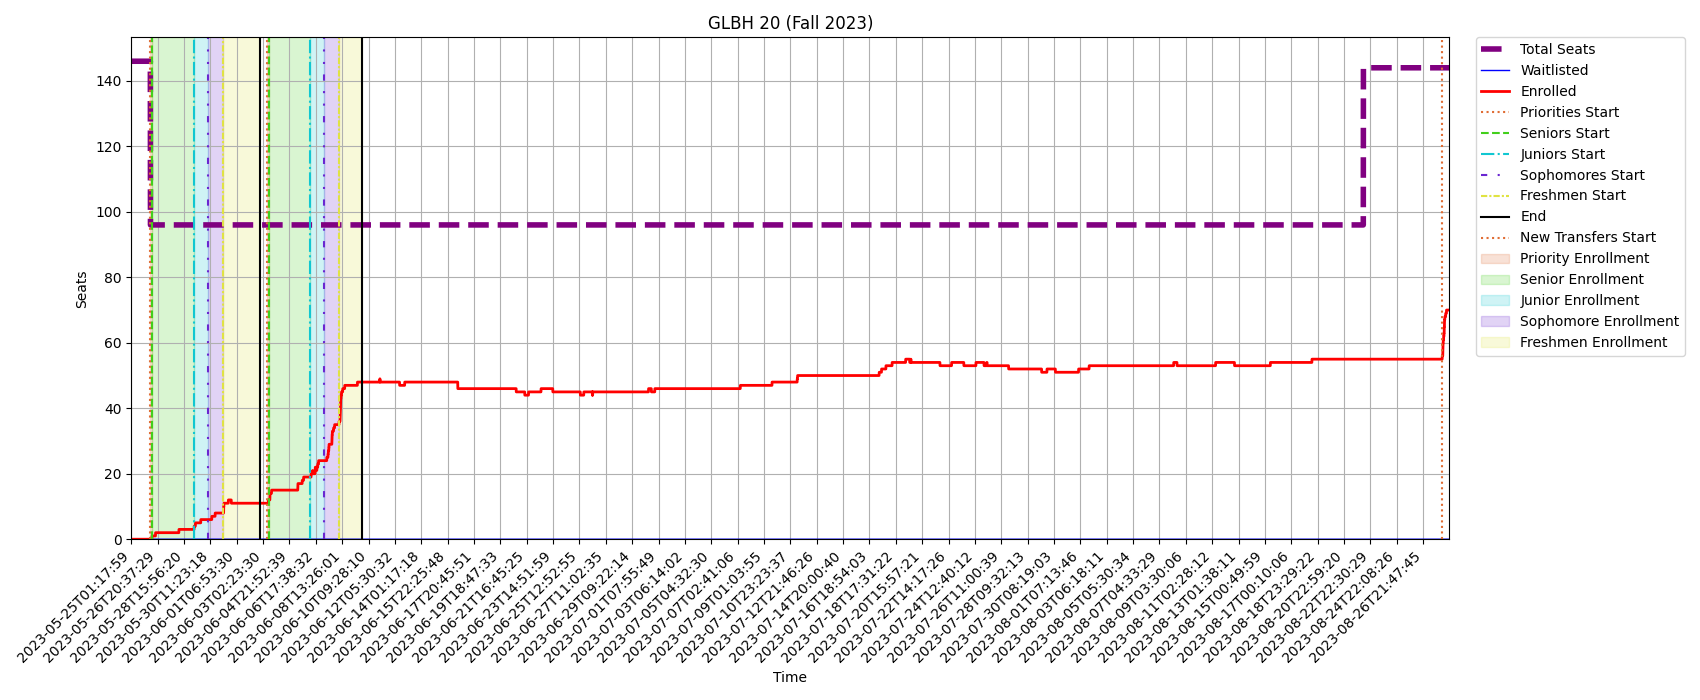 GLBH 20 (Fall 2023)
Seats
140
120
100
80
60
40
20
0
2023-05-25T01:17:59
2023-05-26T20:37:29
2023-05-28T15:56:20
2023-05-30T11:23:18
2023-06-01T06:53:30
2023-06-03T02:23:30
2023-06-04T21:52:39
2023-06-06T17:38:32
2023-06-08T13:26:01
2023-06-10T09:28:10
2023-06-12T05:30:32
2023-06-14T01:17:18
2023-06-15T22:25:48
2023-06-17T20:45:51
2023-06-19T18:47:33
2023-06-21T16:45:25
2023-06-23T14:51:59
2023-06-25T12:52:55
2023-06-27T11:02:35
2023-06-29T09:22:14
2023-07-01T07:55:49
2023-07-03T06:14:02
2023-07-05T04:32:30
2023-07-07T02:41:06
2023-07-09T01:03:55
2023-07-10T23:23:37
2023-07-12T21:46:26
2023-07-14T20:00:40
2023-07-16T18:54:03
2023-07-18T17:31:22
2023-07-20T15:57:21
2023-07-22T14:17:26
2023-07-24T12:40:12
2023-07-26T11:00:39
2023-07-28T09:32:13
2023-07-30T08:19:03
2023-08-01T07:13:46
2023-08-03T06:18:11
2023-08-05T05:30:34
2023-08-07T04:33:29
2023-08-09T03:30:06
2023-08-11T02:28:12
2023-08-13T01:38:11
2023-08-15T00:49:59
2023-08-17T00:10:06
2023-08-18T23:29:22
2023-08-20T22:59:20
2023-08-22T22:30:29
2023-08-24T22:08:26
2023-08-26T21:47:45
Time
Total Seats
Waitlisted
Enrolled
Priorities Start
Seniors Start
Juniors Start
Sophomores Start
Freshmen Start
End
New Transfers Start
Priority Enrollment
Senior Enrollment
Junior Enrollment
Sophomore Enrollment
Freshmen Enrollment